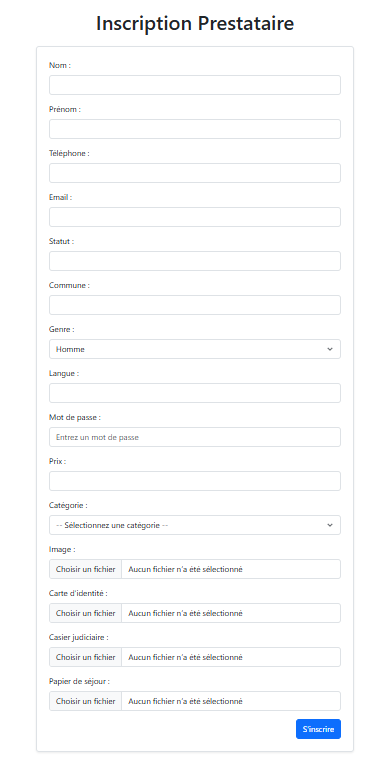 Inscription Prestataire
Nom :
Prénom :
Téléphone :
Email :
Statut :
Commune :
Genre :
Homme
Langue :
Mot de passe :
Entrez un mot de passe
Prix :
Catégorie :
-- Sélectionnez une catégorie --
Image :
Choisir un fichier Aucun fichier n'a été sélectionné
Carte d'identité :
Choisir un fichier Aucun fichier n'a été sélectionné
Casier judiciaire :
Choisir un fichier Aucun fichier n'a été sélectionné
Papier de séjour :
Choisir un fichier Aucun fichier n'a été sélectionné
S'inscrire